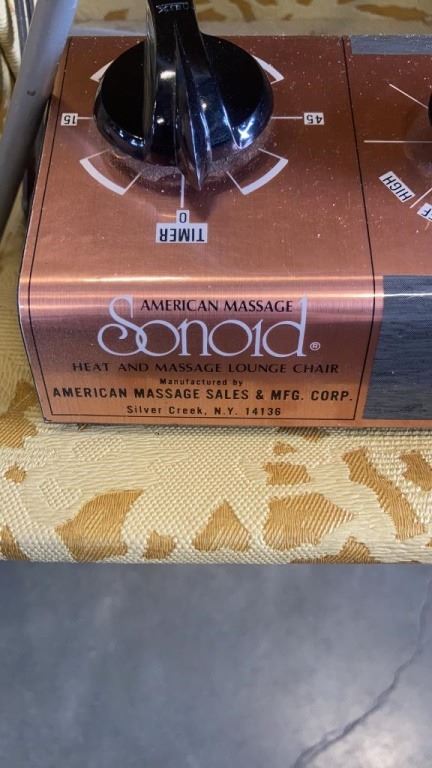 15
45
0
TIMER
HIGH
AMERICAN MASSAGE
Sonoid®
HEAT AND MASSAGE LOUNGE CHAIR
Manufactured by
AMERICAN MASSAGE SALES & MFG. CORP.
Silver Creek, N.Y. 14136